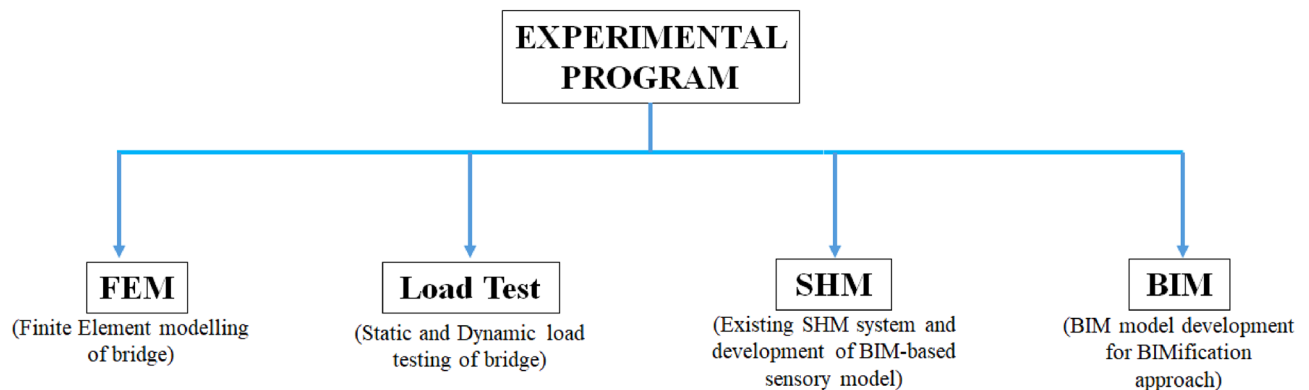 EXPERIMENTAL
PROGRAM
FEM
(Finite Element modelling
of bridge)
Load Test
(Static and Dynamic load
testing of bridge)
SHM
(Existing SHM system and
development of BIM-based
sensory model)
BIM
(BIM model development
for BIMification
approach)